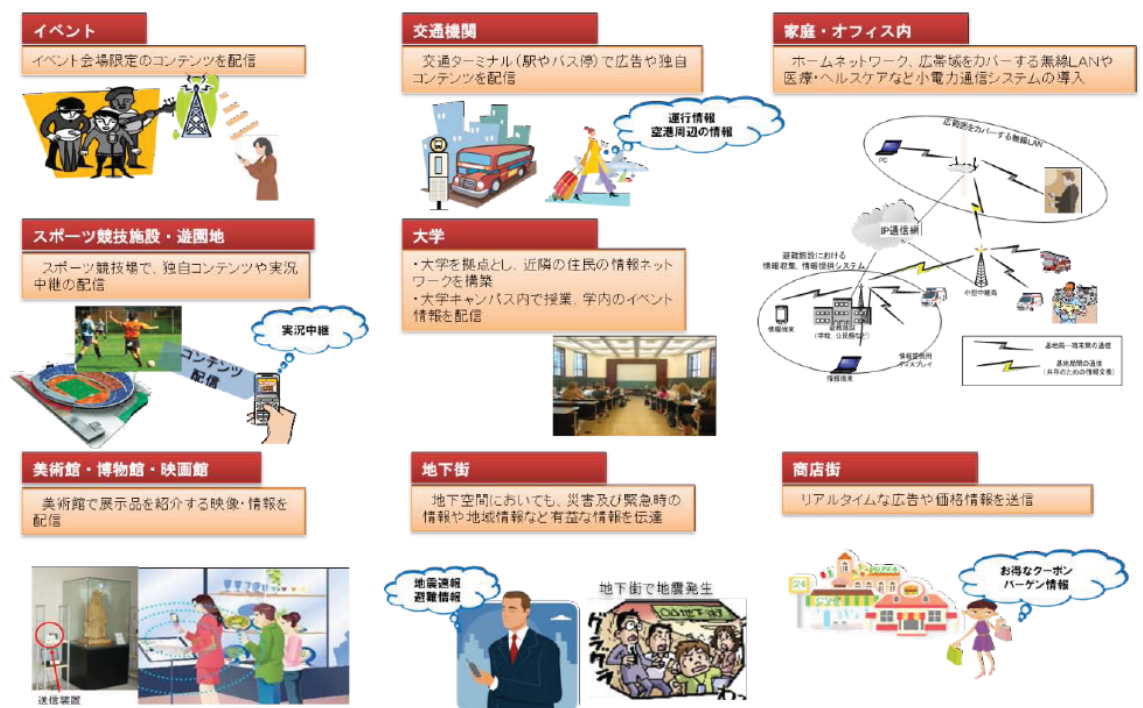 イベント
イベント会場限定のコンテンツを配信
交通機関
交通ターミナル（駅やバス停）で広告や独自
コンテンツを配信
運行情報
空港周辺の情報
家庭・オフィス内
ホームネットワーク、広帯域をカバーする無線LANや
医療・ヘルスケアなど小電力通信システムの導入
広範囲をカバーする無線LAN
PC
IP通信網
避難施設における
情報収集、情報提供システム
小型中継局
情報端末
避難施設
（学校、公民館など）
情報提供用
ディスプレイ
情報端末
基地局―端末間の通信
基地局間の通信
（共存のための情報交換）
スポーツ競技施設・遊園地
スポーツ競技場で、独自コンテンツや実況
中継の配信
実況中継
コンテンツ
配信
大学
・大学を拠点とし、近隣の住民の情報ネット
ワークを構築
・大学キャンパス内で授業、学内のイベント
情報を配信
美術館・博物館・映画館
美術館で展示品を紹介する映像・情報を
配信
送信装置
地下街
地下空間においても、災害及び緊急時の
情報や地域情報など有益な情報を伝達
地震速報
避難情報
地下街で地震発生
〇△地下街
グラグラ
商店街
リアルタイムな広告や価格情報を送信
24
お得なクーポン
バーゲン情報